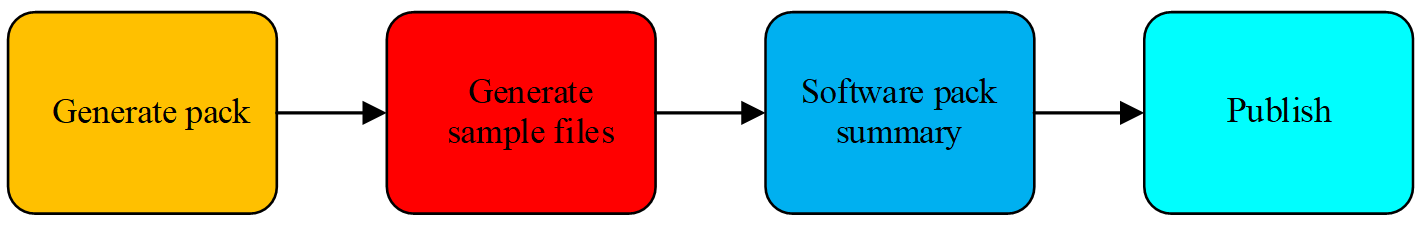 Generate pack
Generate
sample files
Software pack
summary
Publish